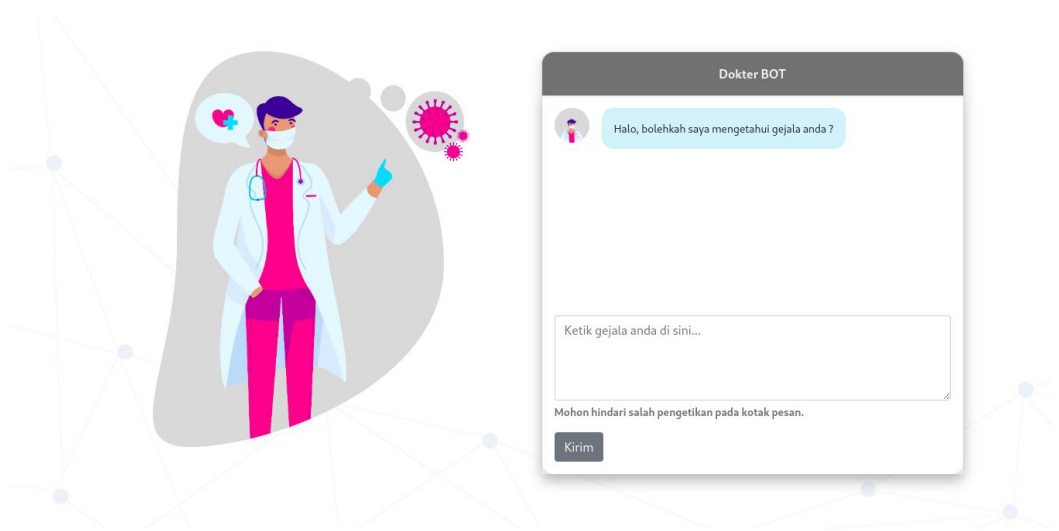 Dokter BOT
Halo, bolehkah saya mengetahui gejala anda ?
Ketik gejala anda di sini...
Mohon hindari salah pengetikan pada kotak pesan.
Kirim